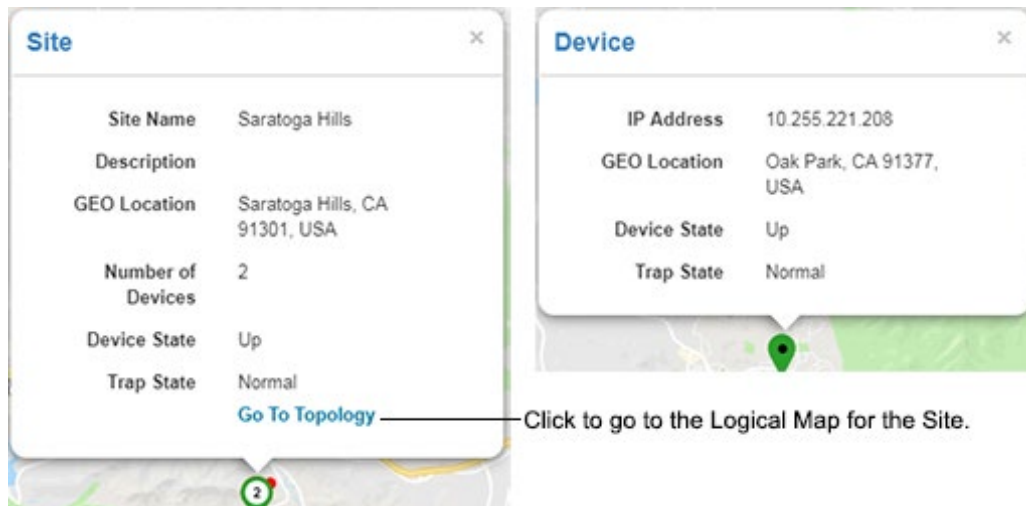 Site ×
Site Name Saratoga Hills
Description
GEO Location Saratoga Hills, CA
91301, USA
Number of 2
Devices
Device State Up
Trap State Normal
Go To Topology
2
Device ×
IP Address 10.255.221.208
GEO Location Oak Park, CA 91377,
USA
Device State Up
Trap State Normal
Click to go to the Logical Map for the Site.